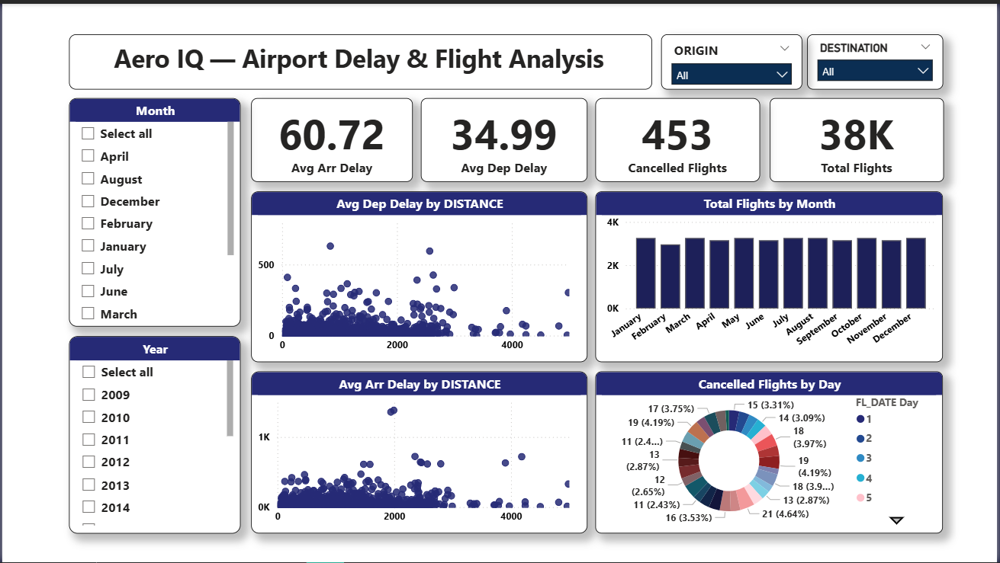 Aero IQ — Airport Delay & Flight Analysis
ORIGIN
All
DESTINATION
All
Month
Select all
April
August
December
February
January
July
June
March
Year
Select all
2009
2010
2011
2012
2013
2014
60.72
Avg Arr Delay
34.99
Avg Dep Delay
453
Cancelled Flights
38K
Total Flights
Avg Dep Delay by DISTANCE
500
0
0
2000
4000
Total Flights by Month
4K
2K
0K
January
February
March
April
May
June
July
August
September
October
November
December
Avg Arr Delay by DISTANCE
1K
0K
0
2000
4000
Cancelled Flights by Day
15 (3.31%)
14 (3.09%)
18
(3.97%)
19
(4.19%)
18 (3.9...)
13 (2.87%)
21 (4.64%)
16 (3.53%)
11 (2.43%)
12
(2.65%)
13
(2.87%)
11 (2.4...)
19 (4.19%)
17 (3.75%)
FL_DATE Day
1
2
3
4
5